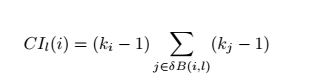 CI_l(i) = (k_i − 1) ∑_{j∈δB(i,l)} (k_j − 1)